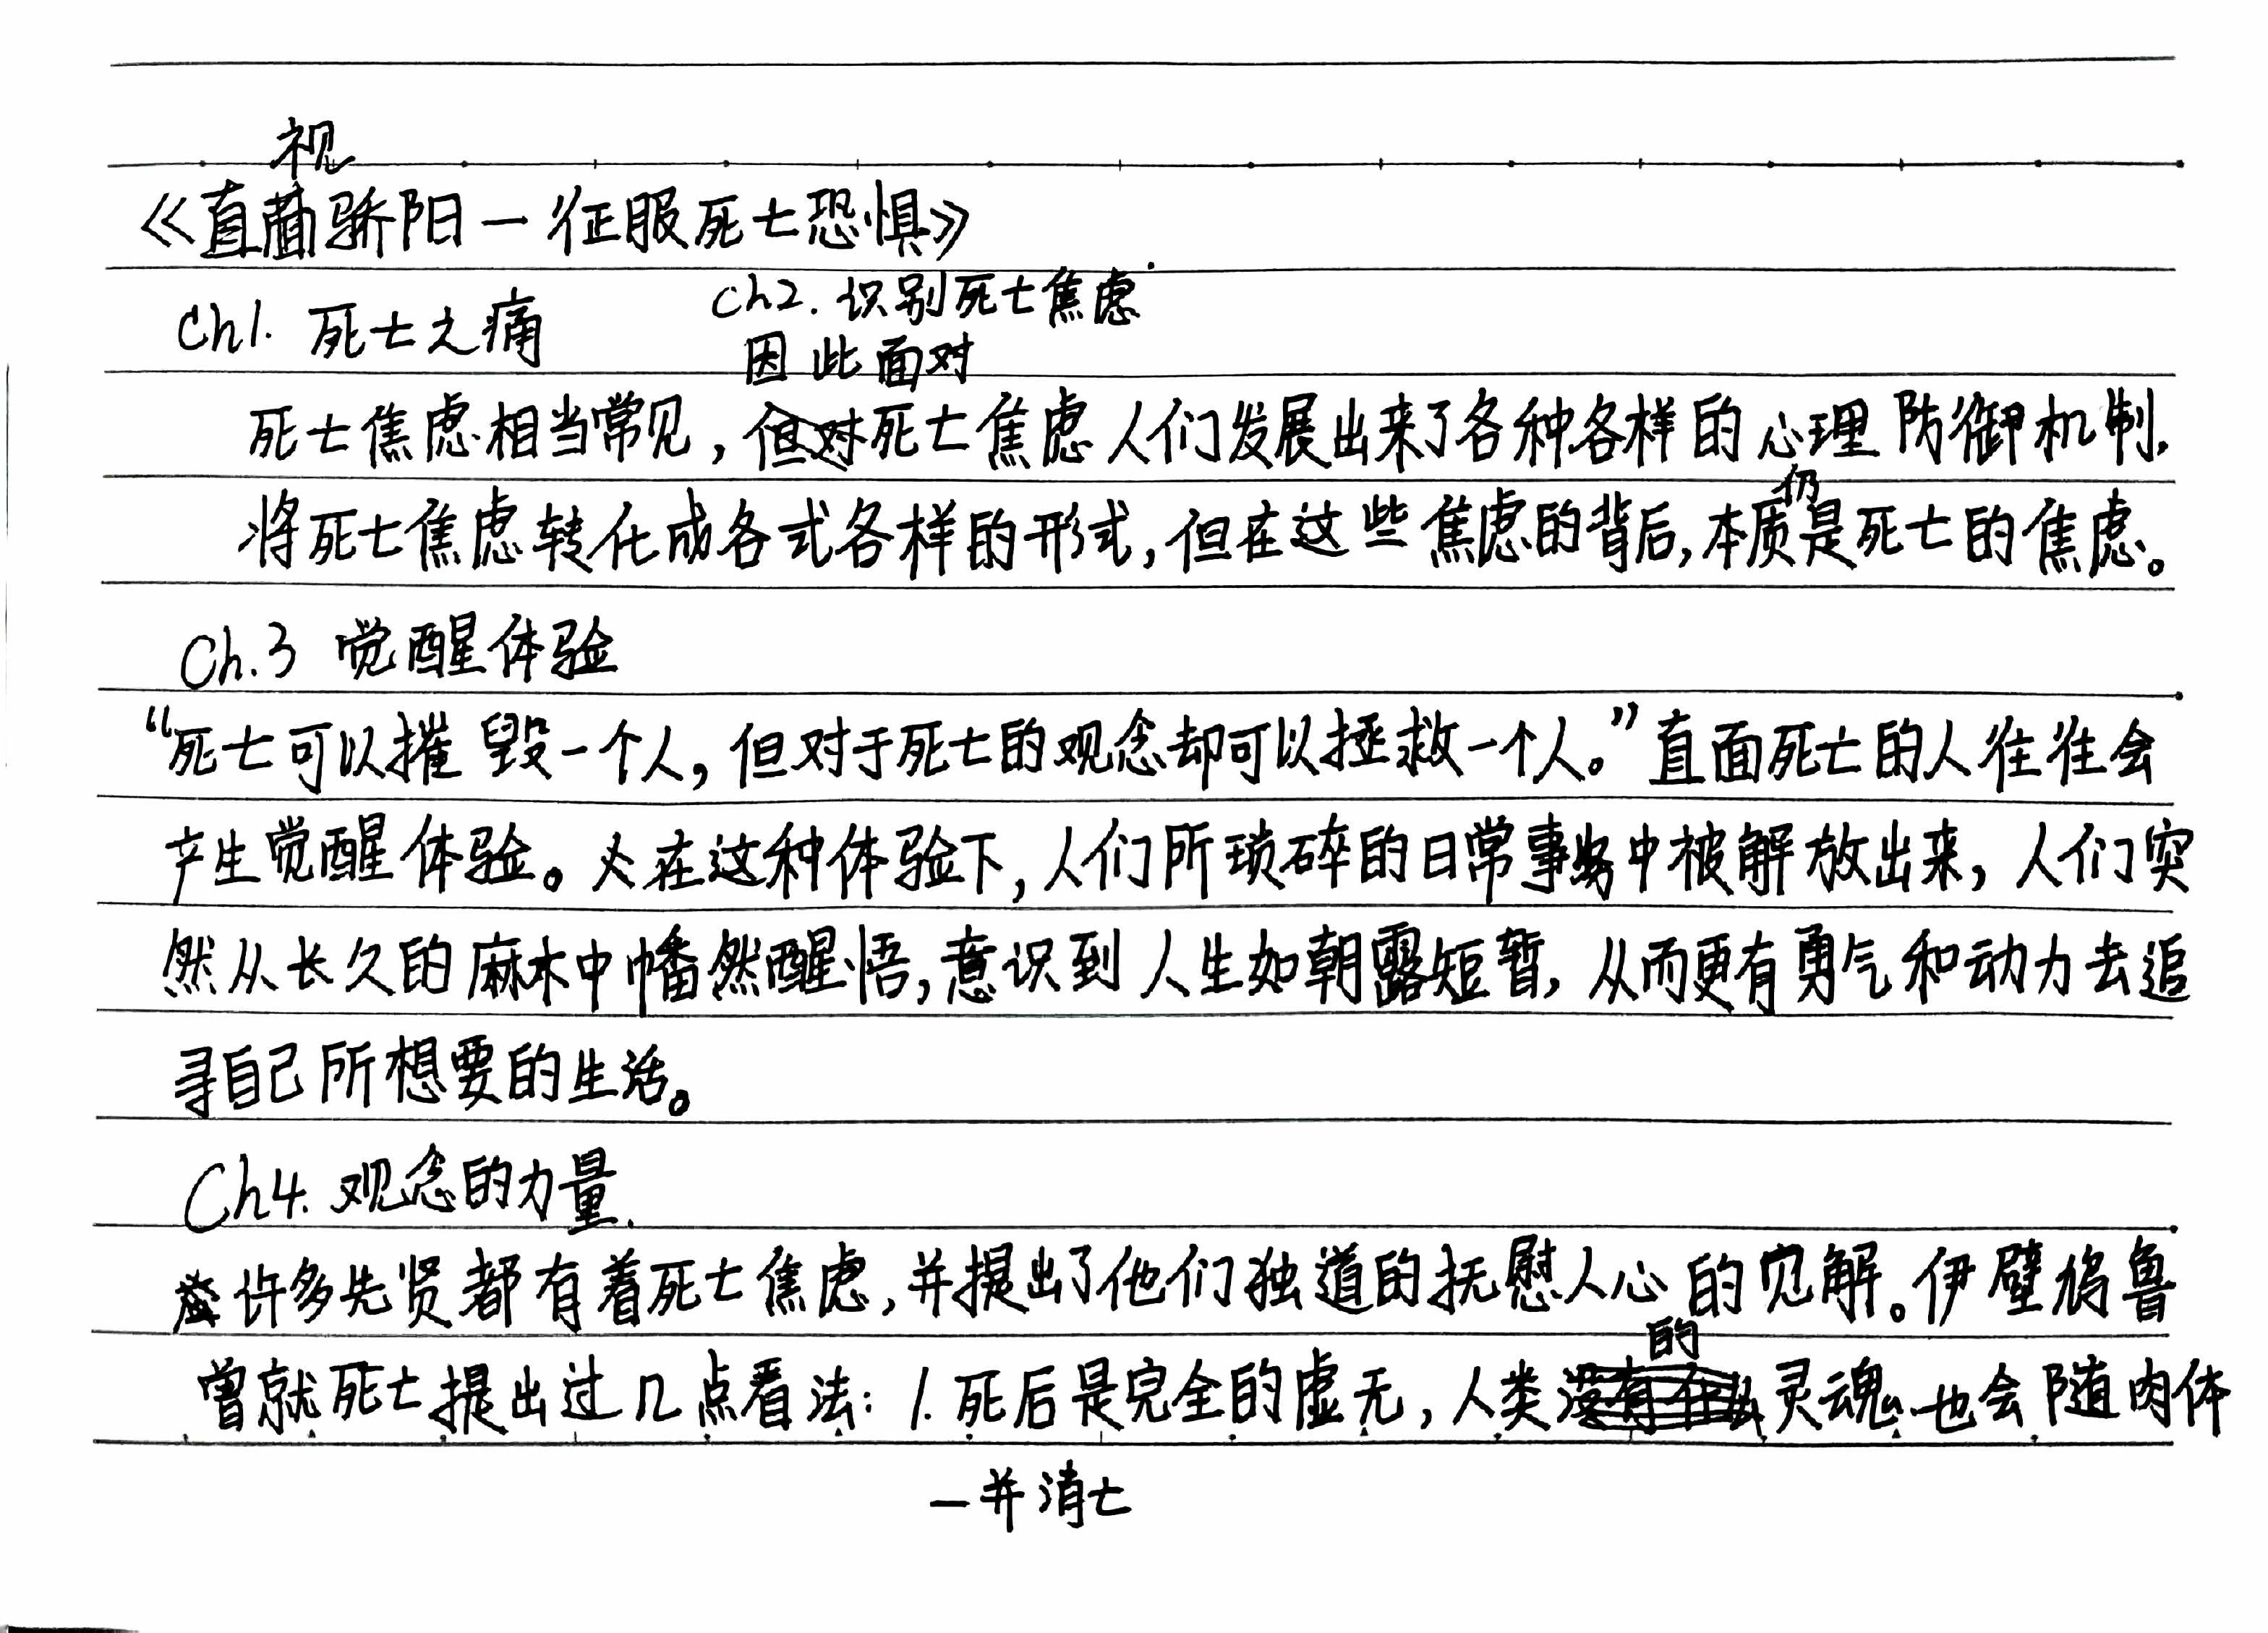 视
《直面骄阳一征服死亡恐惧》
Ch1. 死亡之痛
Ch2. 识别死亡焦虑
因此面对
死亡焦虑相当常见，但对死亡焦虑人们发展出来了各种各样的心理防御机制,
仍
将死亡焦虑转化成各式各样的形式,但在这些焦虑的背后,本质是死亡的焦虑。
Ch.3 觉醒体验
“死亡可以摧毁一个人,但对于死亡的观念却可以拯救一个人。”直面死亡的人往往会
产生觉醒体验。在这种体验下,人们所琐碎的日常事务中被解放出来,人们突
然从长久的麻木中幡然醒悟,意识到人生如朝露短暂,从而更有勇气和动力去追
寻自己所想要的生活。
Ch4.观念的力量.
许多先贤都有着死亡焦虑,并提出了他们独道的抚慰人心的见解。伊壁鸠鲁
的
曾就死亡提出过几点看法: 1.死后是完全的虚无,人类灵魂也会随肉体
一并消亡